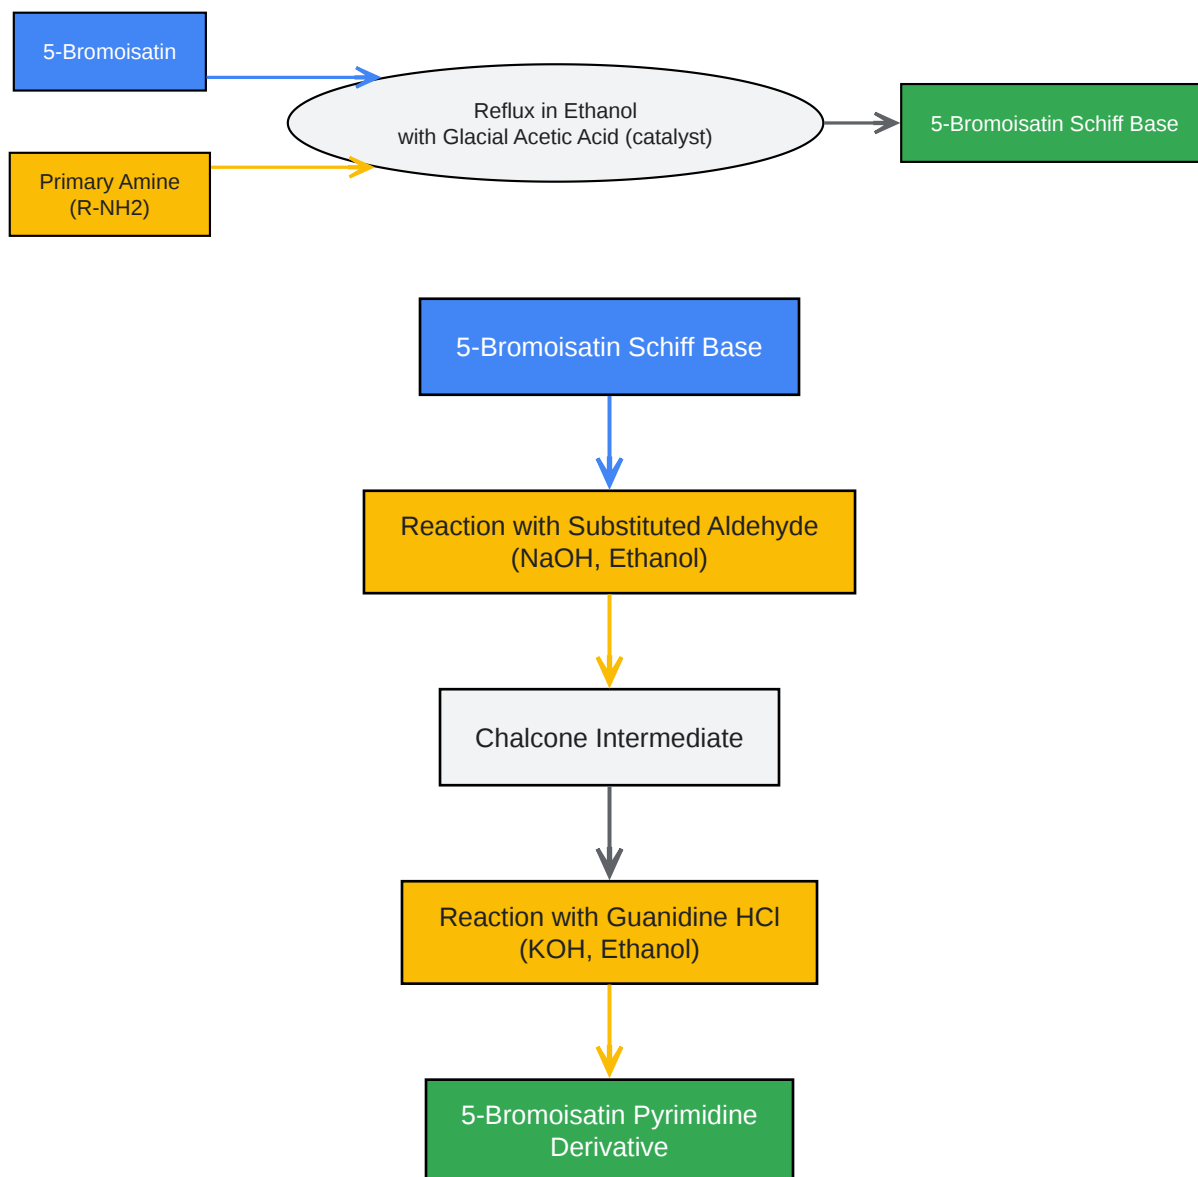 5-Bromoisatin
Primary Amine
(R-NH2)
Reflux in Ethanol
with Glacial Acetic Acid (catalyst)
5-Bromoisatin Schiff Base
5-Bromoisatin Schiff Base
Reaction with Substituted Aldehyde
(NaOH, Ethanol)
Chalcone Intermediate
Reaction with Guanidine HCl
(KOH, Ethanol)
5-Bromoisatin Pyrimidine
Derivative